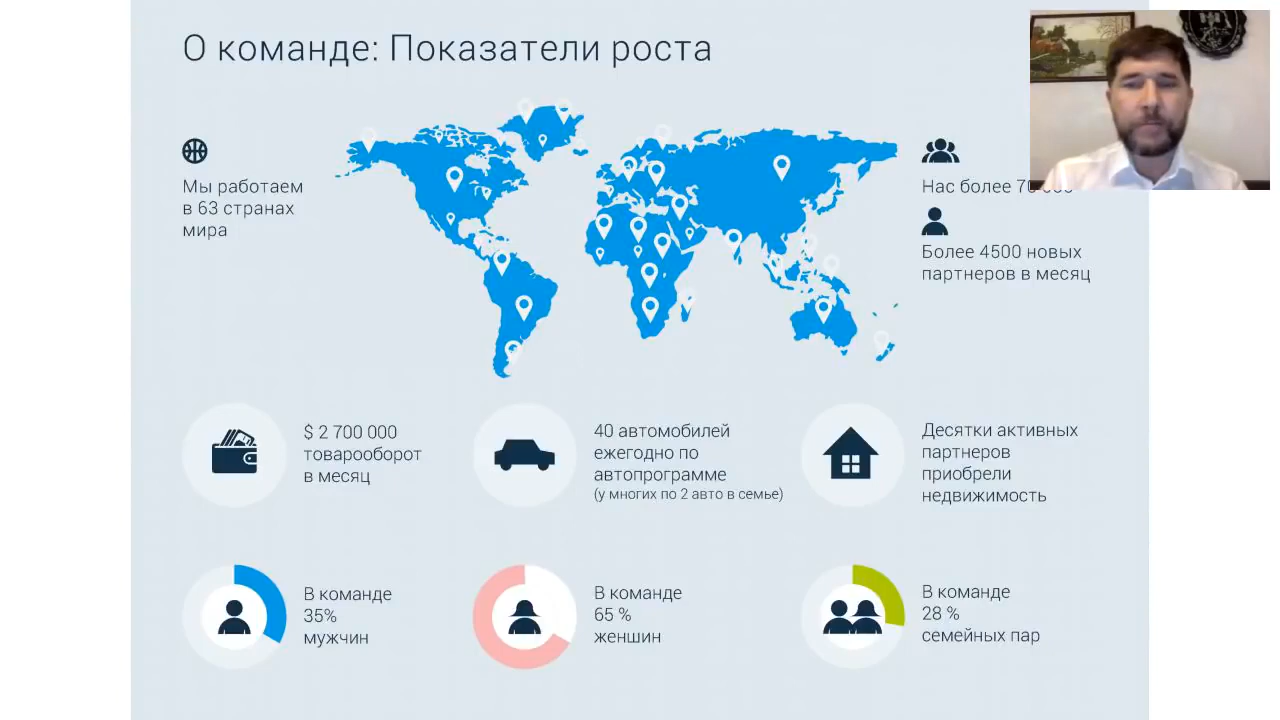 О команде: Показатели роста
Мы работаем
в 63 странах
мира
Нас более
Более 4500 новых
партнеров в месяц
$ 2 700 000
товарооборот
в месяц
40 автомобилей
ежегодно по
автопрограмме
(у многих по 2 авто в семье)
Десятки активных
партнеров
приобрели
недвижимость
В команде
35%
мужчин
В команде
65 %
женшин
В команде
28 %
семейных пар